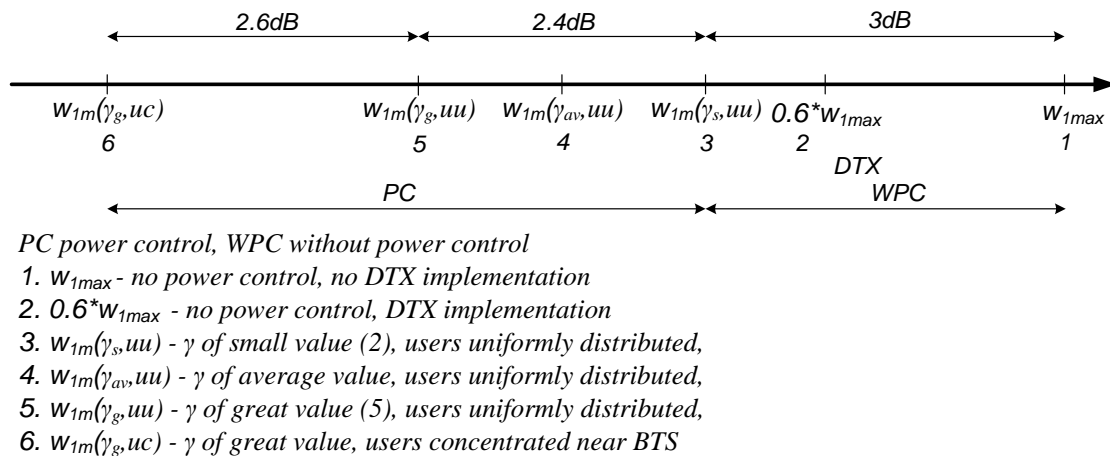 2.6dB 2.4dB 3dB
w1m(γg,uc) w1m(γg,uu) w1m(γav,uu) w1m(γs,uu) 0.6*w1max w1max
6 5 4 3 2 1
DTX
PC WPC
PC power control, WPC without power control
1. w1max - no power control, no DTX implementation
2. 0.6*w1max - no power control, DTX implementation
3. w1m(γs,uu) - γ of small value (2), users uniformly distributed,
4. w1m(γav,uu) - γ of average value, users uniformly distributed,
5. w1m(γg,uu) - γ of great value (5), users uniformly distributed,
6. w1m(γg,uc) - γ of great value, users concentrated near BTS